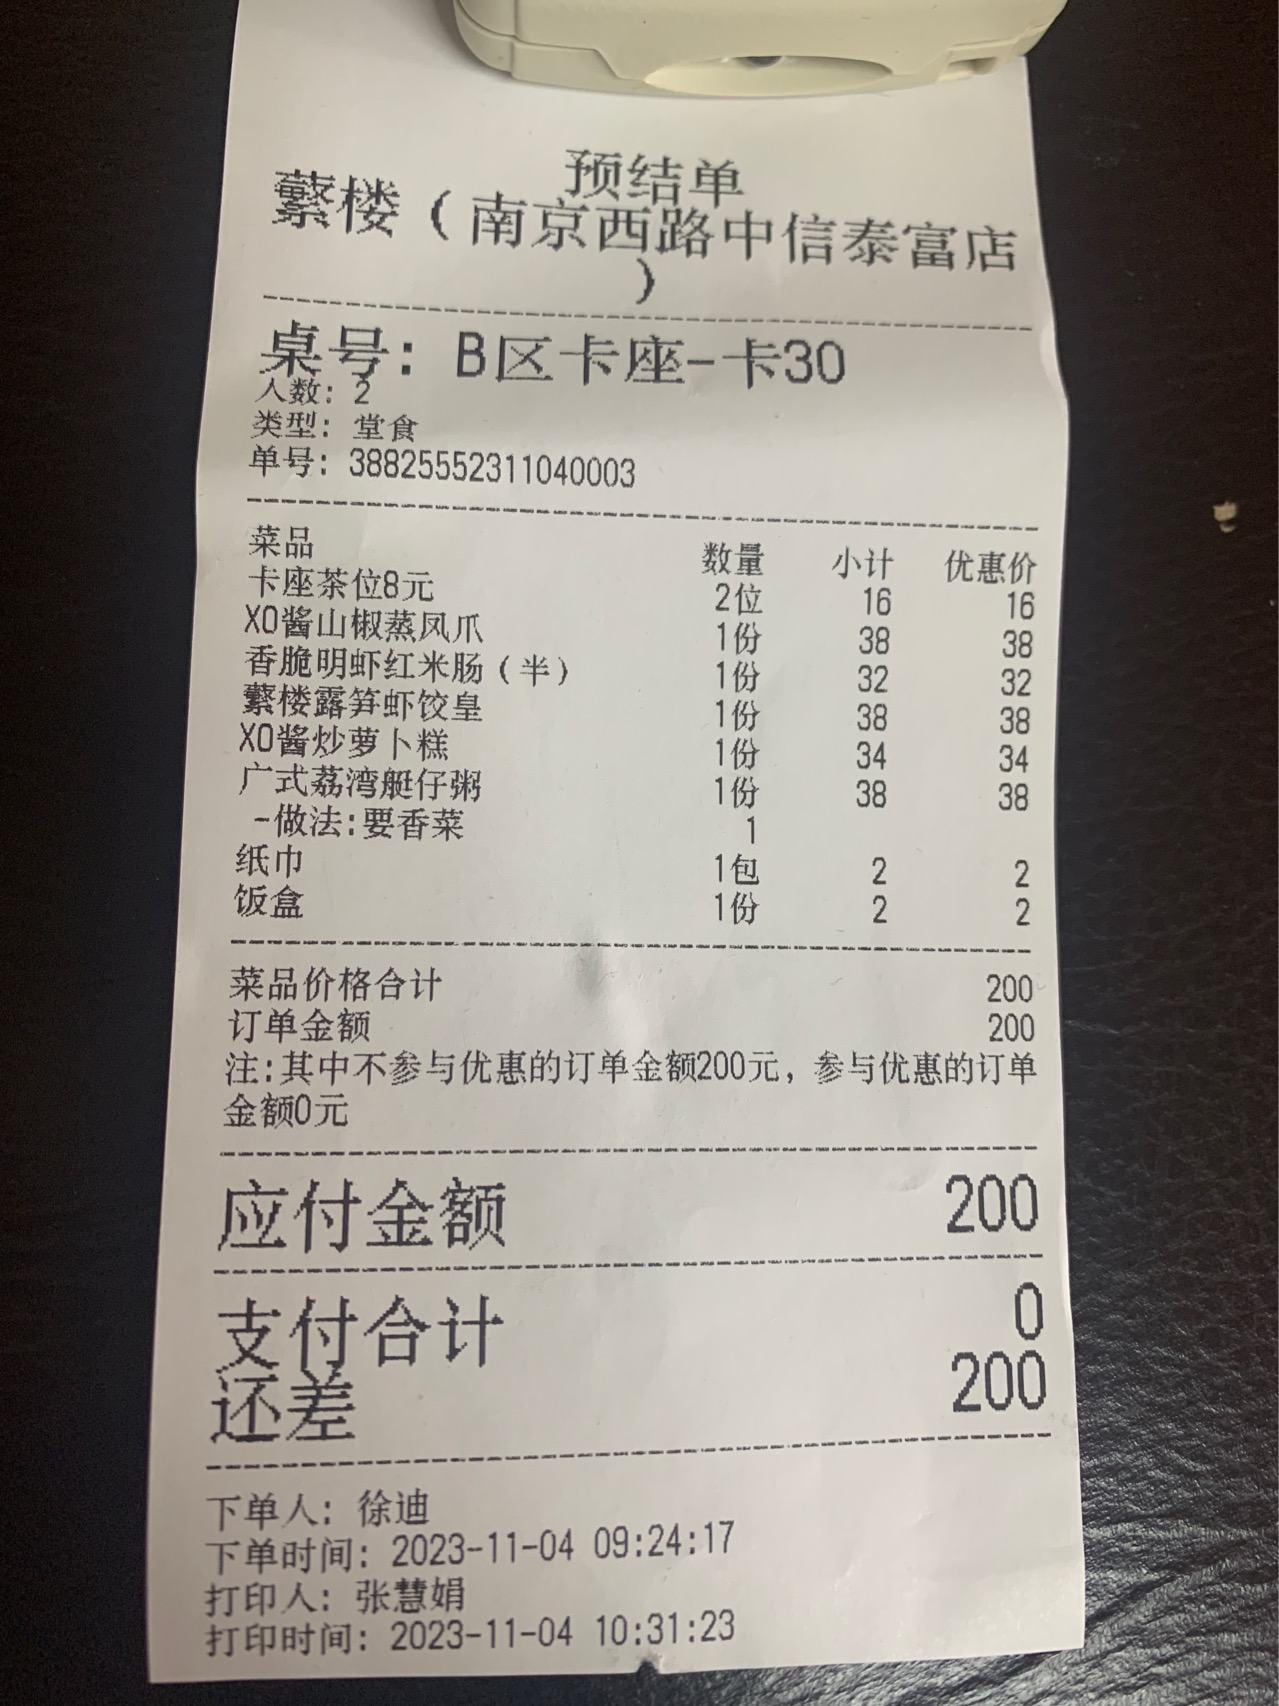 预结单
蘩楼（南京西路中信泰富店
）
桌号：B区卡座-卡30
人数: 2
类型: 堂食
单号: 38825552311040003
菜品 数量 小计 优惠价
卡座茶位8元 2位 16 16
XO酱山椒蒸凤爪 1份 38 38
香脆明虾红米肠（半） 1份 32 32
蘩楼露笋虾饺皇 1份 38 38
XO酱炒萝卜糕 1份 34 34
广式荔湾艇仔粥 1份 38 38
-做法:要香菜 1
纸巾 1包 2 2
饭盒 1份 2 2
菜品价格合计 200
订单金额 200
注:其中不参与优惠的订单金额200元，参与优惠的订单
金额0元
应付金额 200
支付合计 0
还差 200
下单人: 徐迪
下单时间: 2023-11-04 09:24:17
打印人: 张慧娟
打印时间: 2023-11-04 10:31:23